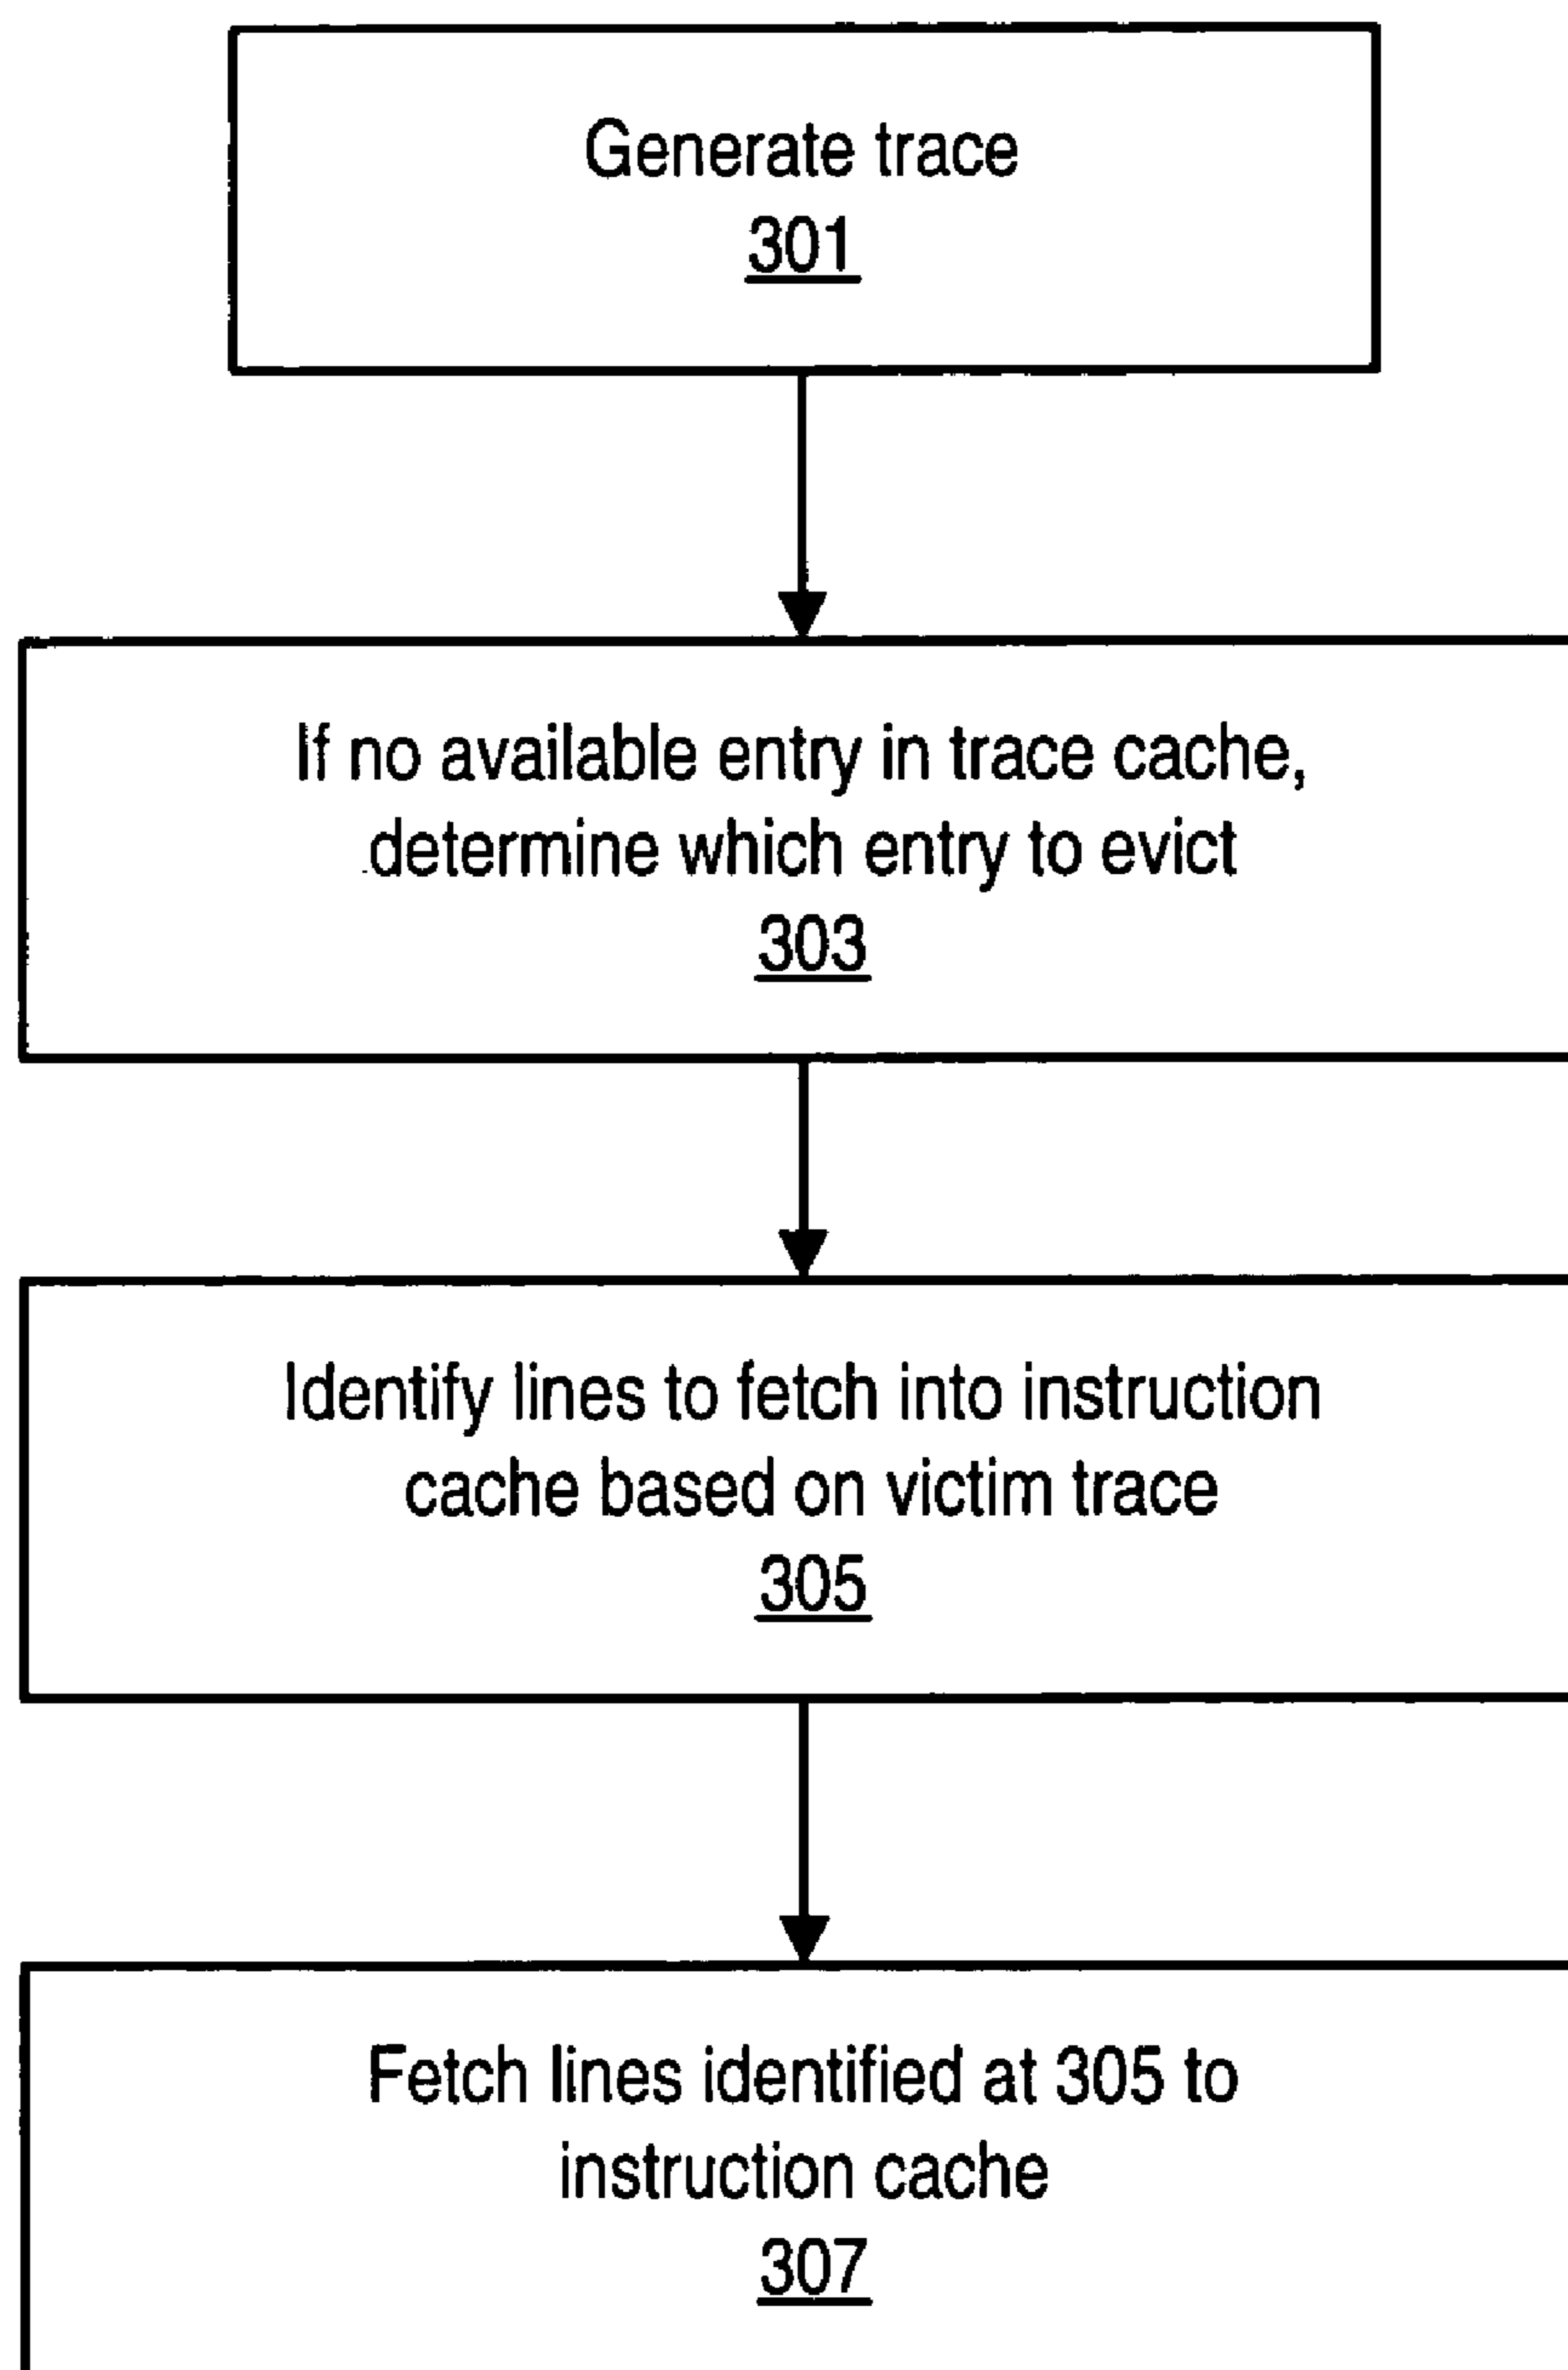 Generate trace
301
If no available entry in trace cache,
determine which entry to evict
303
Identify lines to fetch into instruction
cache based on victim trace
305
Fetch lines identified at 305 to
instruction cache
307